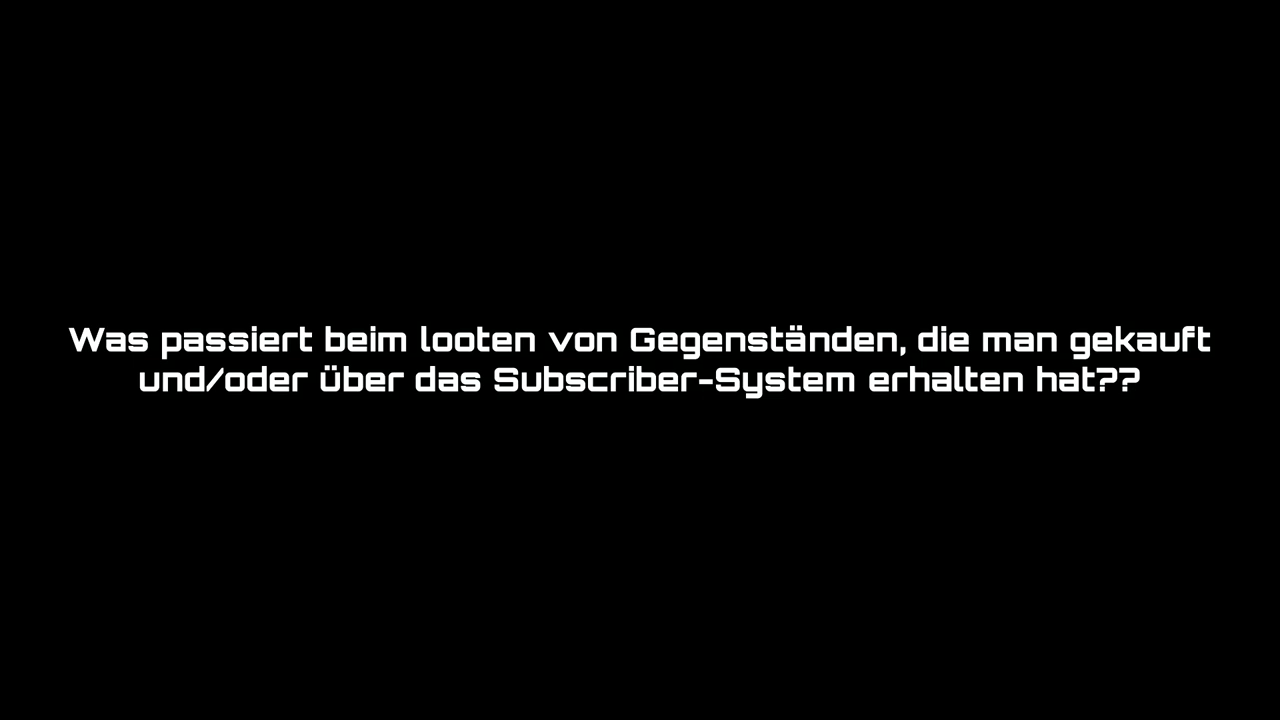 Was passiert beim looten von Gegenständen, die man gekauft
und/oder über das Subscriber-System erhalten hat??